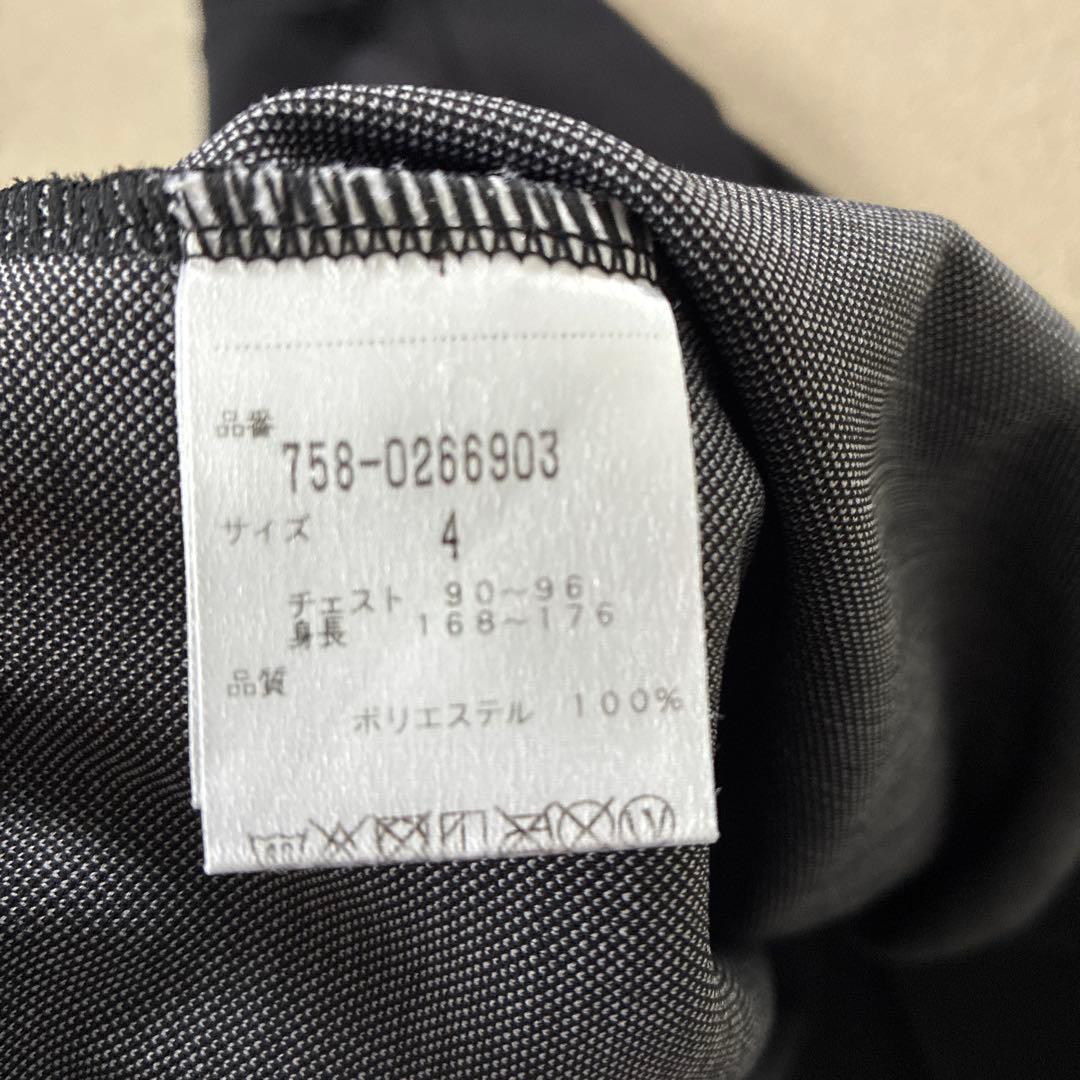 品番
758-0266903
サイズ 4
チェスト 90~96
身長 168~176
品質
ポリエステル 100%